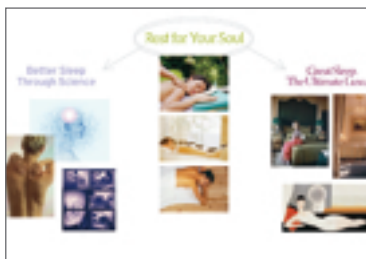 Rest for Your Soul
Better Sleep
Through Science
Great Sleep
The Ultimate